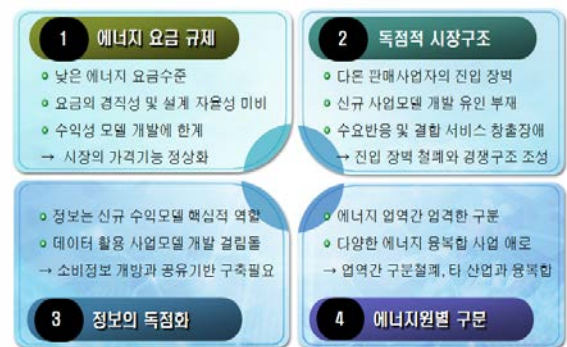 1 에너지 요금 규제
낮은 에너지 요금수준
요금의 경직성 및 설계 자율성 미비
수익성 모델 개발에 한계
→ 시장의 가격기능 정상화
2 독점적 시장구조
다른 판매사업자의 진입 장벽
신규 사업모델 개발 유인 부재
수요반응 및 결합 서비스 창출장애
→ 진입 장벽 철폐와 경쟁구조 조성
정보는 신규 수익모델 핵심적 역할
데이터 활용 사업모델 개발 걸림돌
→ 소비정보 개방과 공유기반 구축필요
3 정보의 독점화
에너지 업역간 엄격한 구분
다양한 에너지 융복합 사업 애로
→ 업역간 구분철폐, 타 산업과 융복합
4 에너지원별 구문